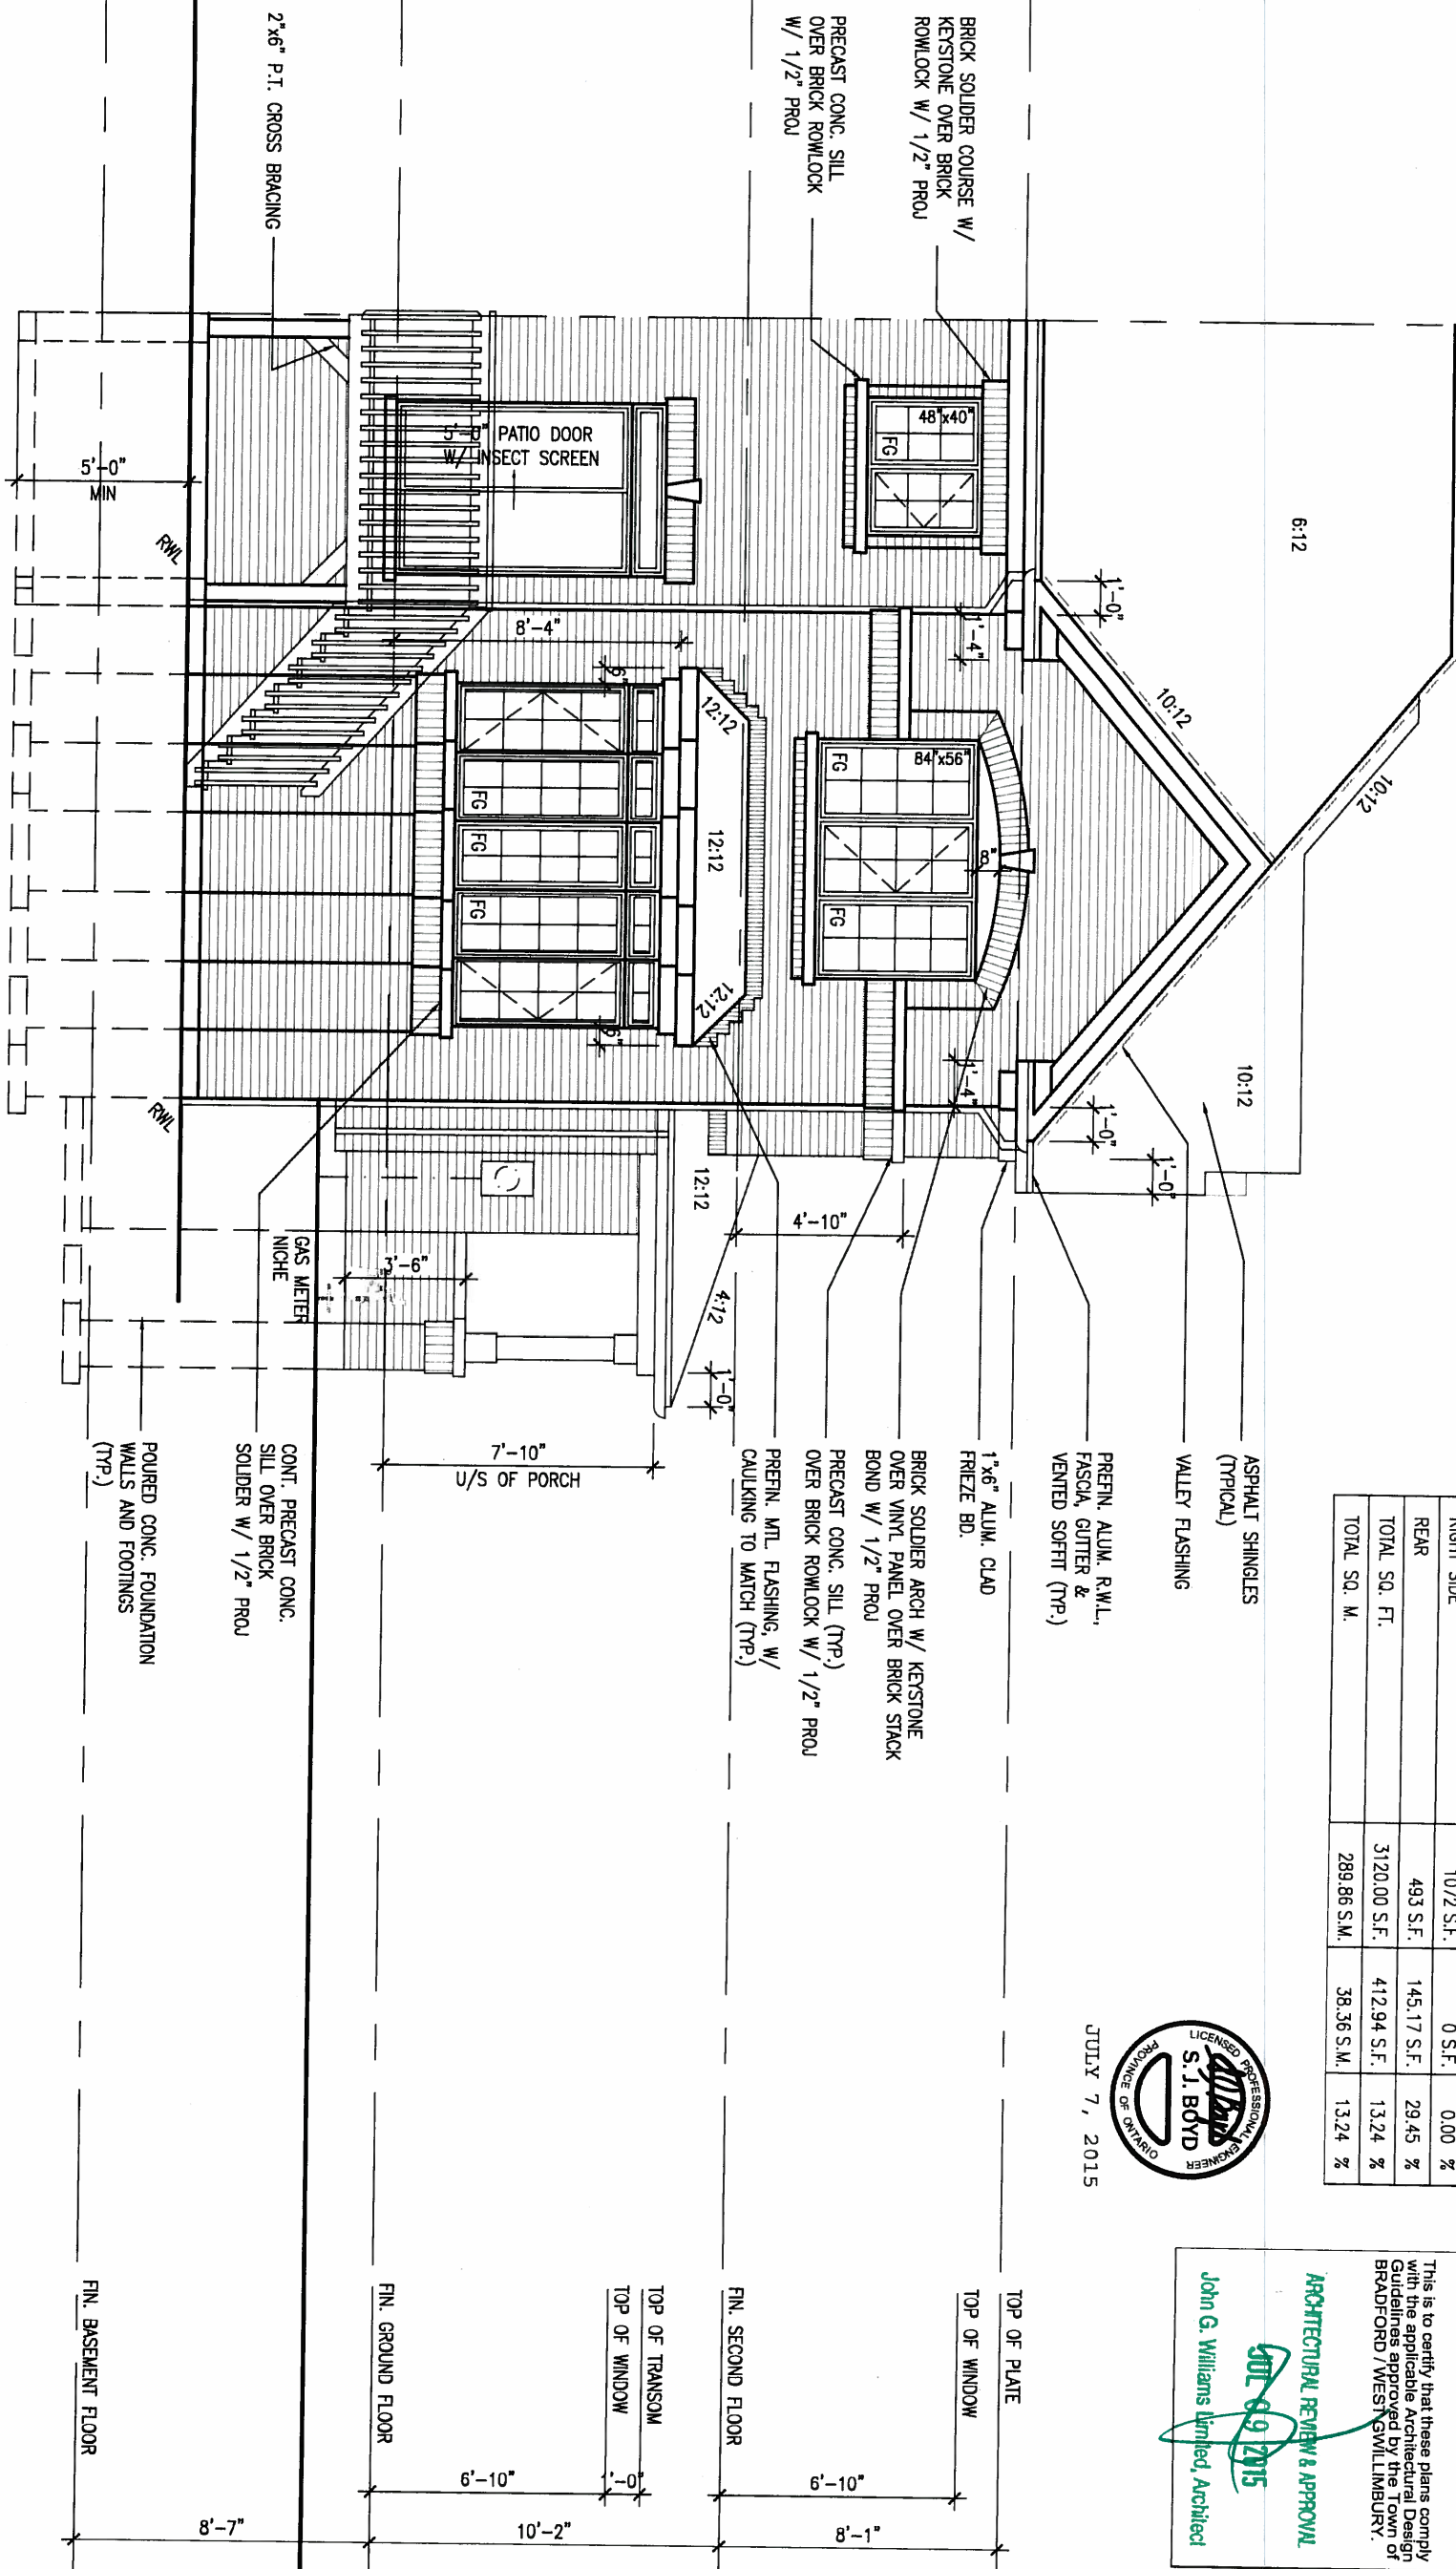 BRICK SOLIDER COURSE W/
KEYSTONE OVER BRICK
ROWLOCK W/ 1/2" PROJ
PRECAST CONC. SILL
OVER BRICK ROWLOCK
W/ 1/2" PROJ
2"x6" P.T. CROSS BRACING
6:12
10:12
10:12
10:12
1'-0"
1'-4"
48"x40"
FG
5'-0" PATIO DOOR
W/ INSECT SCREEN
5'-0"
MIN
RWL
8'-4"
6"
12:12
12:12
12:12
6"
84"x56"
FG
FG
8"
FG
FG
FG
1'-4"
1'-0"
1'-0"
RWL
12:12
4'-10"
4:12
1'-0"
3'-6"
GAS METER
NICHE
7'-10"
U/S OF PORCH
ASPHALT SHINGLES
(TYPICAL)
VALLEY FLASHING
PREFIN. ALUM. R.W.L.,
FASCIA, GUTTER &
VENTED SOFFIT (TYP.)
1"x6" ALUM. CLAD
FRIEZE BD.
BRICK SOLDIER ARCH W/ KEYSTONE
OVER VINYL PANEL OVER BRICK STACK
BOND W/ 1/2" PROJ
PRECAST CONC. SILL (TYP.)
OVER BRICK ROWLOCK W/ 1/2" PROJ
PREFIN. MTL. FLASHING, W/
CAULKING TO MATCH (TYP.)
CONT. PRECAST CONC.
SILL OVER BRICK
SOLIDER W/ 1/2" PROJ
POURED CONC. FOUNDATION
WALLS AND FOOTINGS
(TYP.)
RIGHT SIDE 1072 S.F. 0 S.F. 0.00 %
REAR 493 S.F. 145.17 S.F. 29.45 %
TOTAL SQ. FT. 3120.00 S.F. 412.94 S.F. 13.24 %
TOTAL SQ. M. 289.86 S.M. 38.36 S.M. 13.24 %
LICENSED PROFESSIONAL ENGINEER
S. J. BOYD
PROVINCE OF ONTARIO
JULY 7, 2015
This is to certify that these plans comply
with the applicable Architectural Design
Guidelines approved by the Town of
BRADFORD / WEST GWILLIMBURY.
ARCHITECTURAL REVIEW & APPROVAL
JUL 09 2015
John G. Williams Limited, Architect
TOP OF PLATE
TOP OF WINDOW
FIN. SECOND FLOOR
TOP OF TRANSOM
TOP OF WINDOW
FIN. GROUND FLOOR
FIN. BASEMENT FLOOR
6'-10"
8'-1"
1'-0"
6'-10"
10'-2"
8'-7"